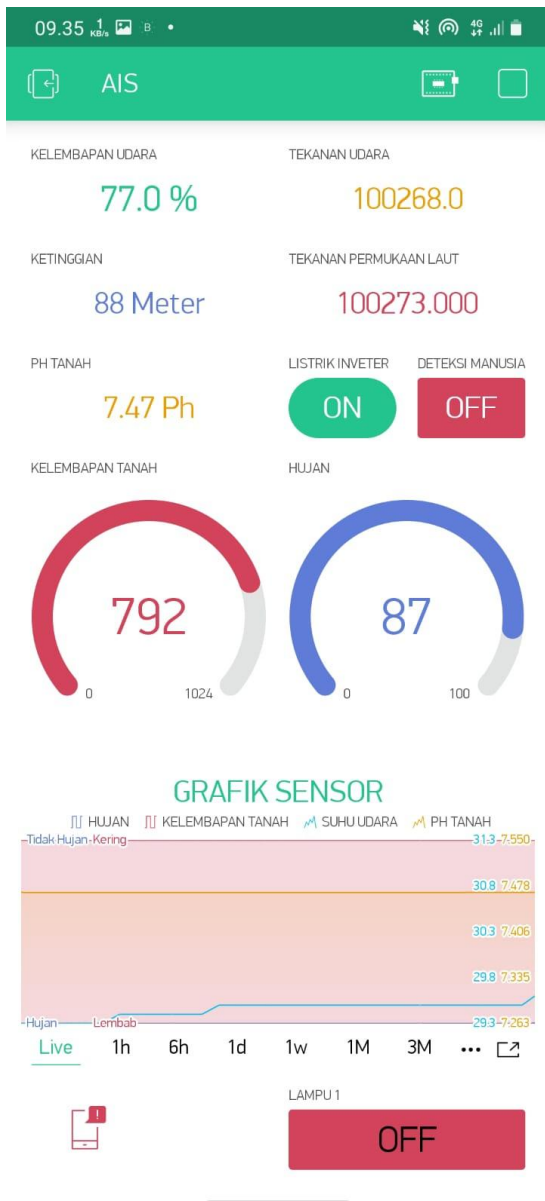 09.35 1 KB/s B • 4G
AIS
KELEMBAPAN UDARA TEKANAN UDARA
77.0 % 100268.0
KETINGGIAN TEKANAN PERMUKAAN LAUT
88 Meter 100273.000
PH TANAH LISTRIK INVETER DETEKSI MANUSIA
7.47 Ph ON OFF
KELEMBAPAN TANAH HUJAN
792 87
0 1024 0 100
GRAFIK SENSOR
HUJAN KELEMBAPAN TANAH SUHU UDARA PH TANAH
Tidak Hujan Kering 31.3 7.550
30.8 7.478
30.3 7.406
29.8 7.335
Hujan Lembab 29.3 7.263
Live 1h 6h 1d 1w 1M 3M •••
LAMPU 1
! OFF